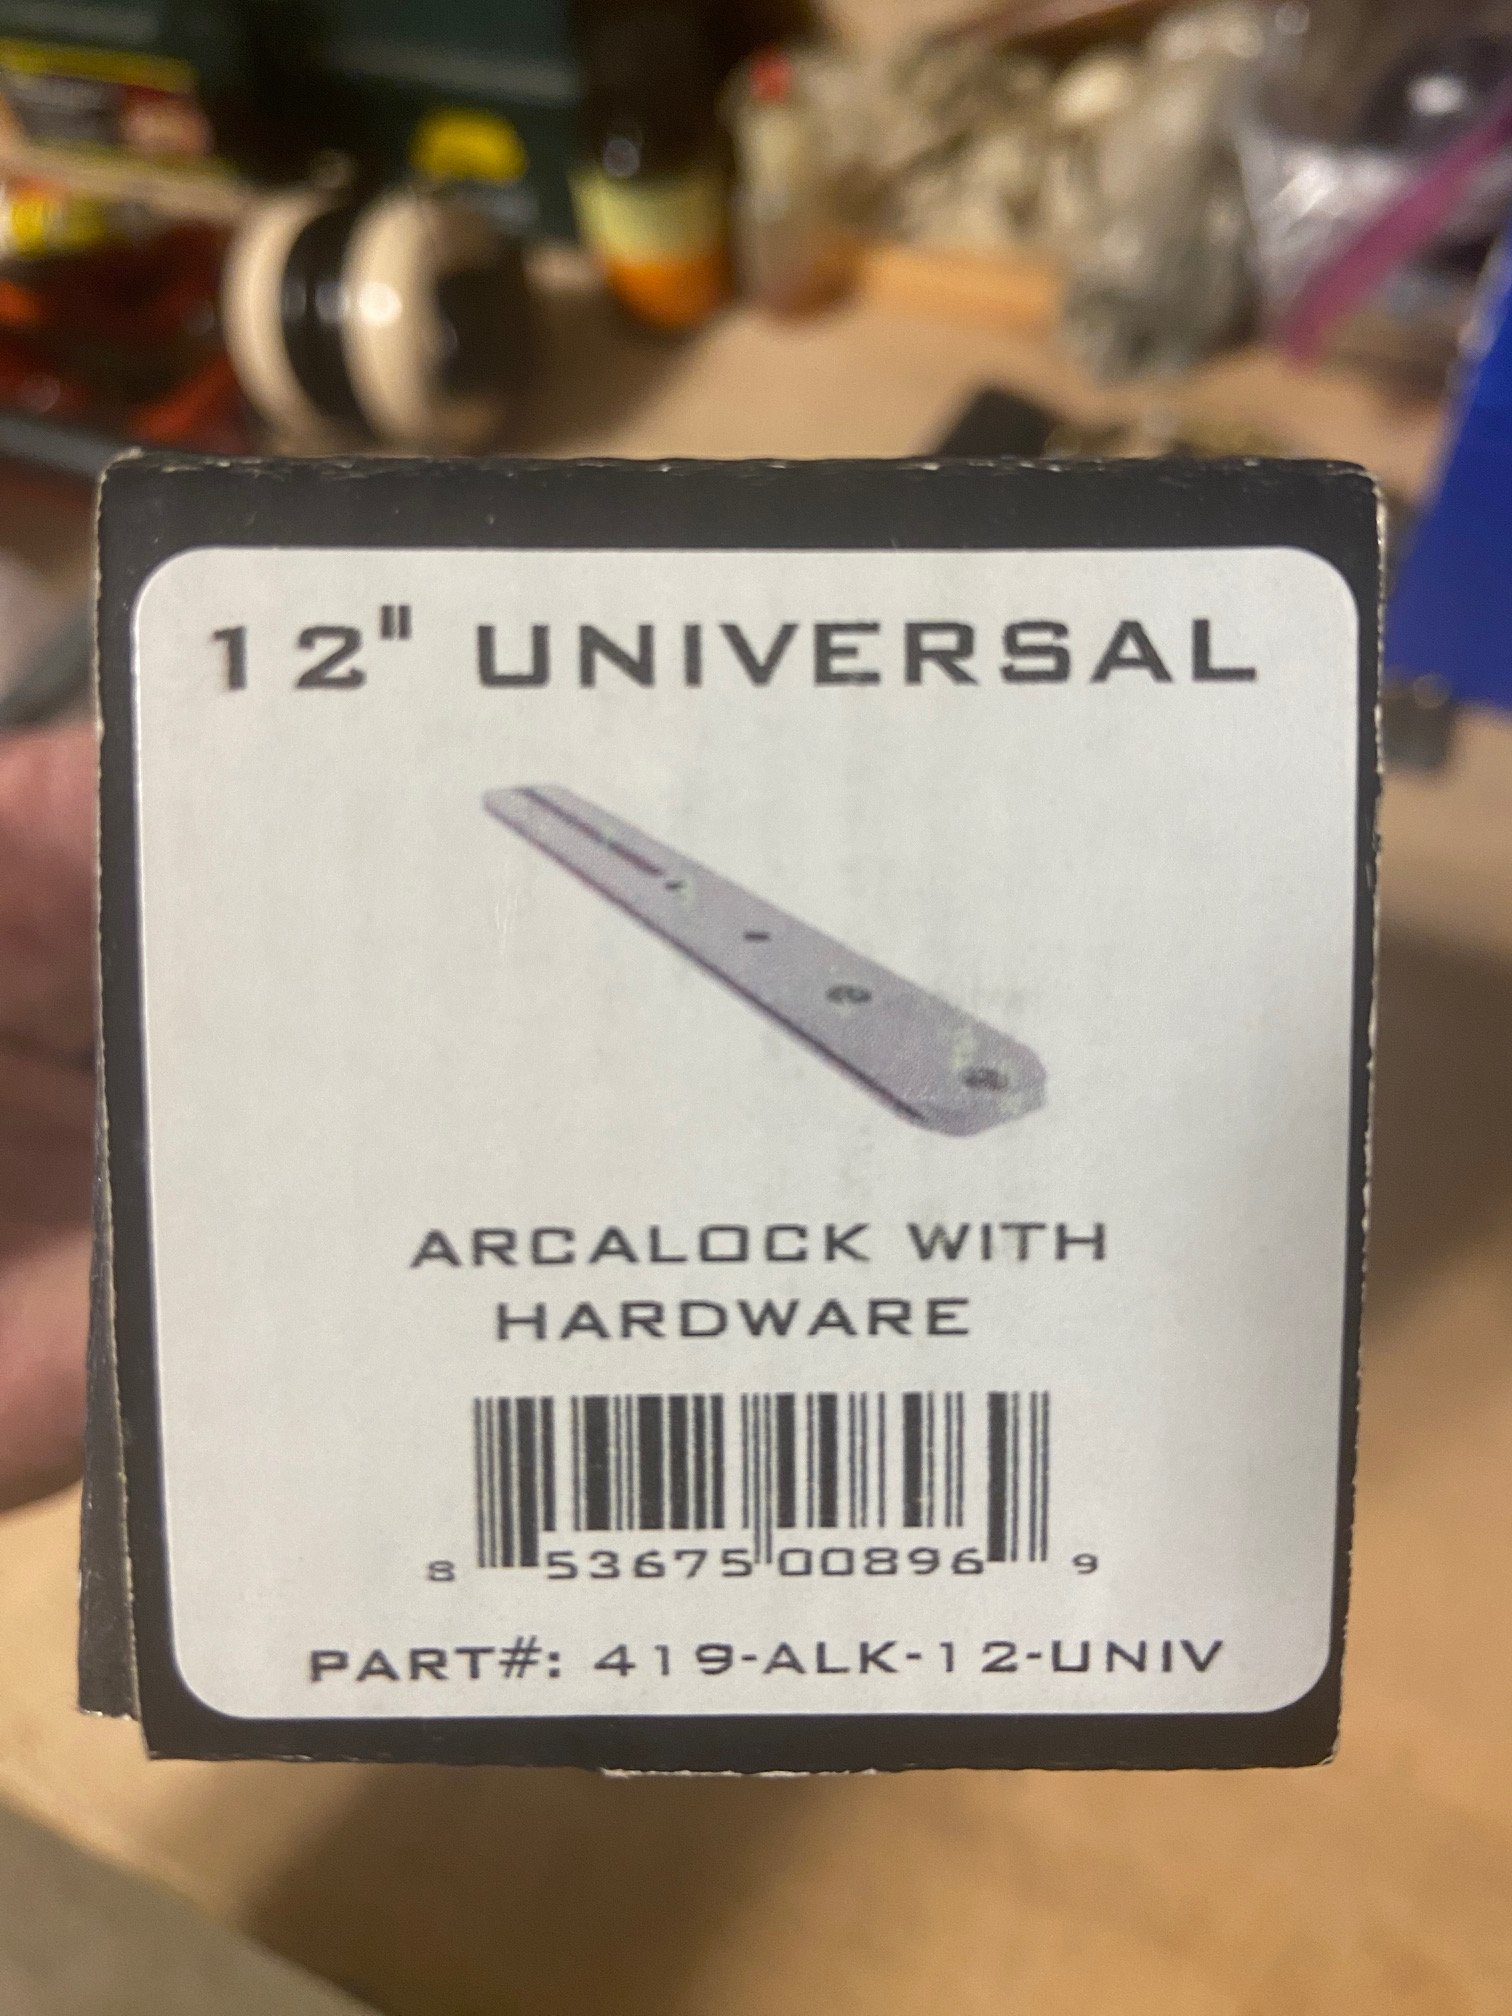 12" UNIVERSAL
ARCALOCK WITH
HARDWARE
8 53675 00896 9
PART#: 419-ALK-12-UNIV